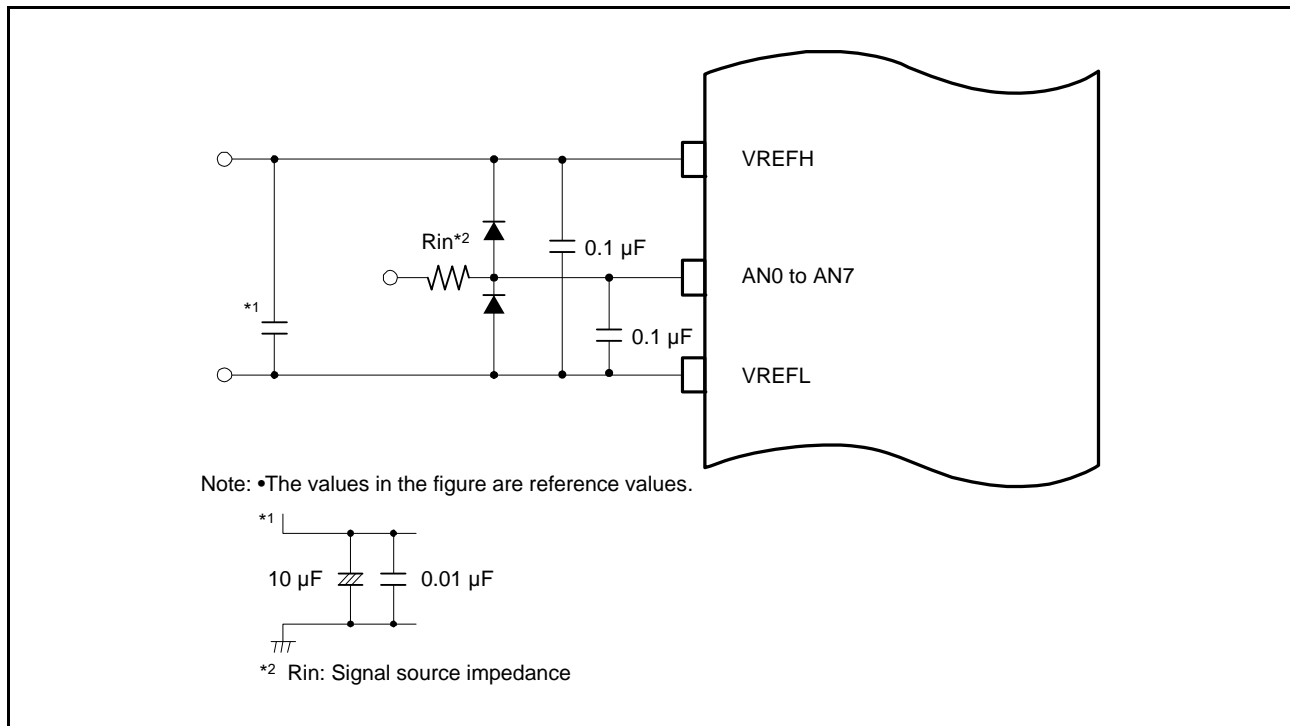 VREFH
Rin*2
0.1 µF
AN0 to AN7
*1
0.1 µF
VREFL
Note: •The values in the figure are reference values.
*1
10 µF
0.01 µF
*2 Rin: Signal source impedance